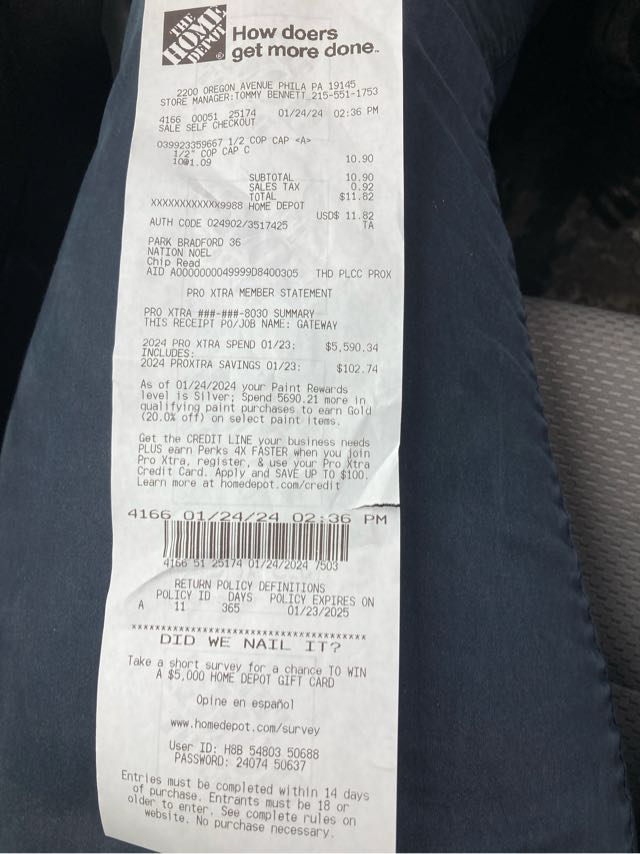 THE HOME DEPOT
How doers
get more done™
2200 OREGON AVENUE PHILA PA 19145
STORE MANAGER:TOMMY BENNETT 215-551-1753
4166 00051 25174 01/24/24 02:36 PM
SALE SELF CHECKOUT
039923359667 1/2 COP CAP <A>
1/2" COP CAP C
10@1.09 10.90
SUBTOTAL 10.90
SALES TAX 0.92
TOTAL $11.82
XXXXXXXXXXXX9988 HOME DEPOT
USD$ 11.82
AUTH CODE 024902/3517425 TA
PARK BRADFORD 36
NATION NOEL
Chip Read
AID A0000000049999D8400305 THD PLCC PROX
PRO XTRA MEMBER STATEMENT
PRO XTRA ###-###-8030 SUMMARY
THIS RECEIPT PO/JOB NAME: GATEWAY
2024 PRO XTRA SPEND 01/23: $5,590.34
INCLUDES:
2024 PROXTRA SAVINGS 01/23: $102.74
As of 01/24/2024 your Paint Rewards
level is Silver; Spend 5690.21 more in
qualifying paint purchases to earn Gold
(20.0% off) on select paint items.
Get the CREDIT LINE your business needs
PLUS earn Perks 4X FASTER when you join
Pro Xtra, register, & use your Pro Xtra
Credit Card. Apply and SAVE UP TO $100.
Learn more at homedepot.com/credit
4166 01/24/24 02:36 PM
4166 51 25174 01/24/2024 7503
RETURN POLICY DEFINITIONS
POLICY ID DAYS POLICY EXPIRES ON
A 11 365 01/23/2025
****************************************
DID WE NAIL IT?
Take a short survey for a chance TO WIN
A $5,000 HOME DEPOT GIFT CARD
Opine en español
www.homedepot.com/survey
User ID: H8B 54803 50688
PASSWORD: 24074 50637
Entries must be completed within 14 days
of purchase. Entrants must be 18 or
older to enter. See complete rules on
website. No purchase necessary.